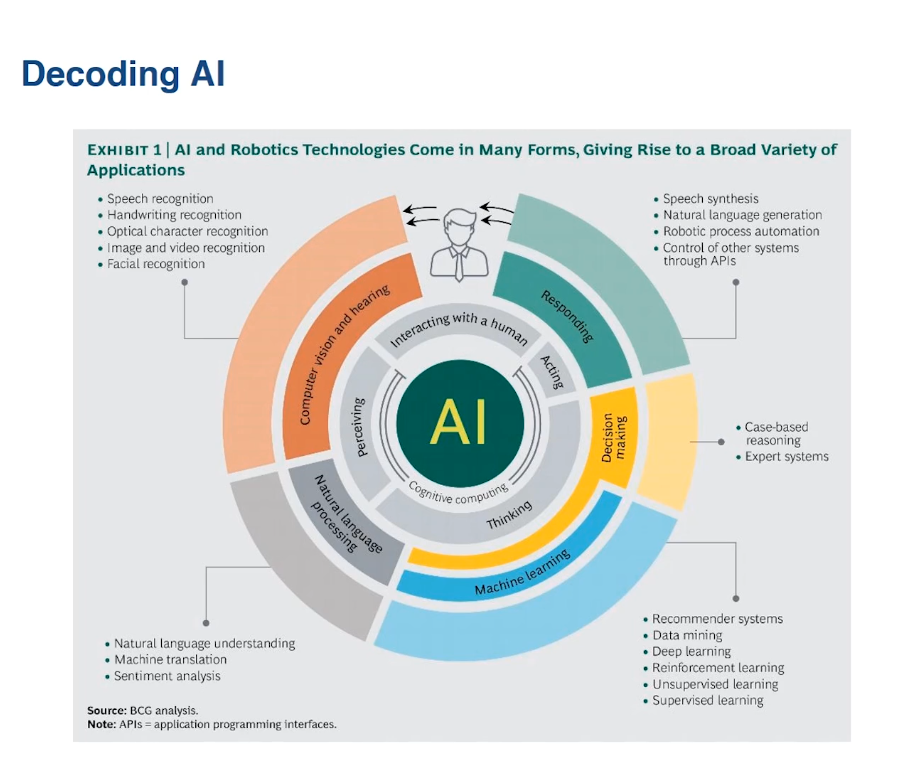 Decoding AI
EXHIBIT 1 | AI and Robotics Technologies Come in Many Forms, Giving Rise to a Broad Variety of
Applications
• Speech recognition
• Handwriting recognition
• Optical character recognition
• Image and video recognition
• Facial recognition
• Speech synthesis
• Natural language generation
• Robotic process automation
• Control of other systems
through APIs
Computer vision and hearing
Interacting with a human
Responding
Perceiving
Acting
AI
Decision
making
• Case-based
reasoning
• Expert systems
Cognitive computing
Thinking
Natural language
processing
Machine learning
• Natural language understanding
• Machine translation
• Sentiment analysis
• Recommender systems
• Data mining
• Deep learning
• Reinforcement learning
• Unsupervised learning
• Supervised learning
Source: BCG analysis.
Note: APIs = application programming interfaces.